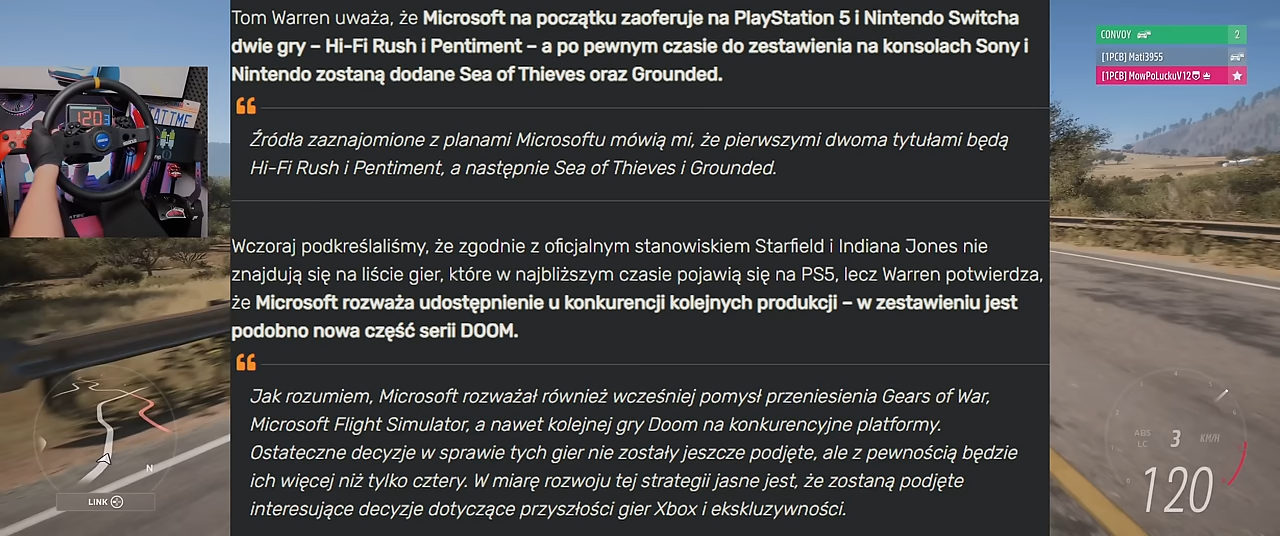 Tom Warren uważa, że Microsoft na początku zaoferuje na PlayStation 5 i Nintendo Switcha
dwie gry – Hi-Fi Rush i Pentiment – a po pewnym czasie do zestawienia na konsolach Sony i
Nintendo zostaną dodane Sea of Thieves oraz Grounded.
Źródła zaznajomione z planami Microsoftu mówią mi, że pierwszymi dwoma tytułami będą
Hi-Fi Rush i Pentiment, a następnie Sea of Thieves i Grounded.
Wczoraj podkreślaliśmy, że zgodnie z oficjalnym stanowiskiem Starfield i Indiana Jones nie
znajdują się na liście gier, które w najbliższym czasie pojawią się na PS5, lecz Warren potwierdza,
że Microsoft rozważa udostępnienie u konkurencji kolejnych produkcji – w zestawieniu jest
podobno nowa część serii DOOM.
Jak rozumiem, Microsoft rozważał również wcześniej pomysł przeniesienia Gears of War,
Microsoft Flight Simulator, a nawet kolejnej gry Doom na konkurencyjne platformy.
Ostateczne decyzje w sprawie tych gier nie zostały jeszcze podjęte, ale z pewnością będzie
ich więcej niż tylko cztery. W miarę rozwoju tej strategii jasne jest, że zostaną podjęte
interesujące decyzje dotyczące przyszłości gier Xbox i ekskluzywności.
CONVOY 2
[1PCB] Mati3955
[1PCB] MowPoLuckuV12
120 3
N
LINK
ABS
LC
3 KM/H
120